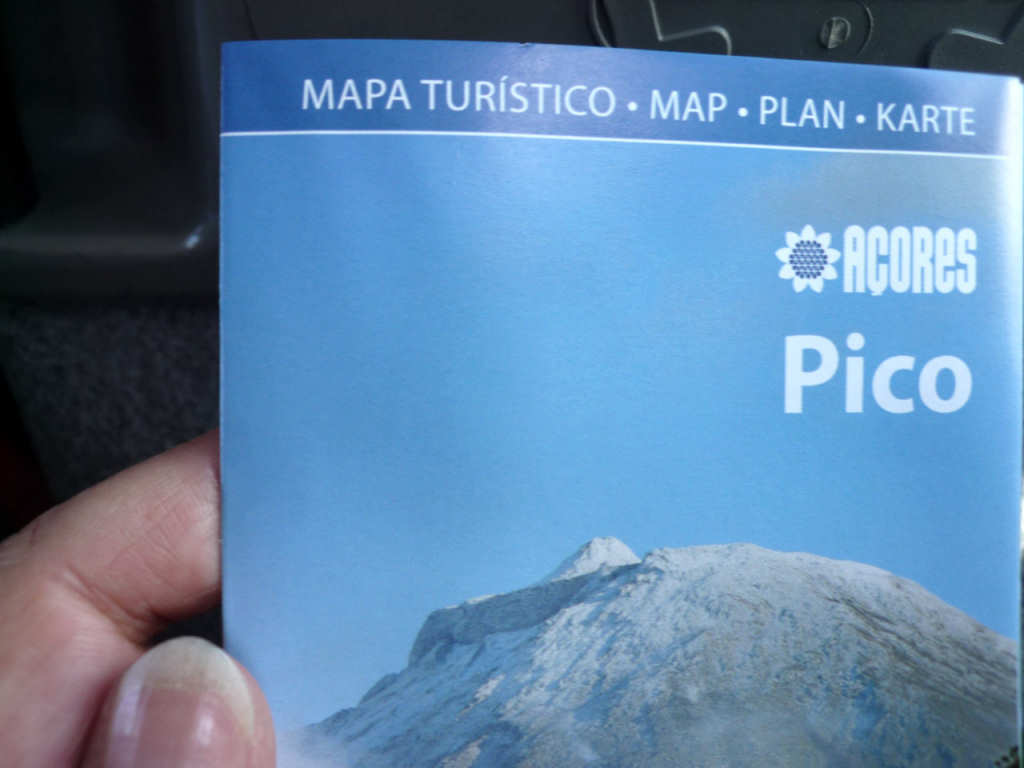 MAPA TURÍSTICO • MAP • PLAN • KARTE
AÇORES
Pico